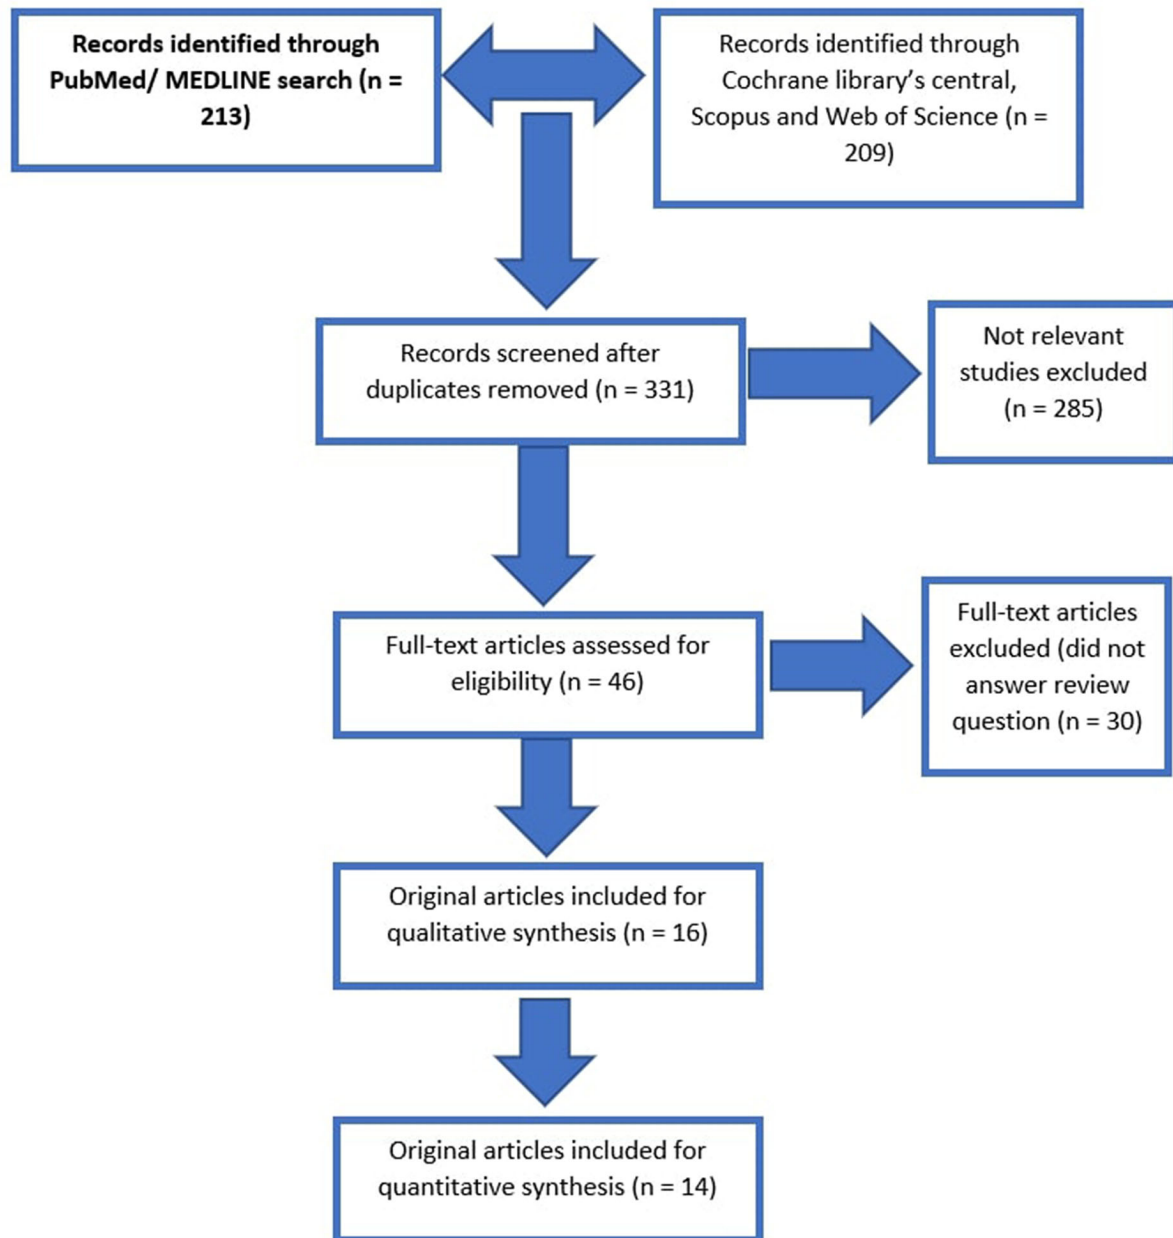 Records identified through
PubMed/ MEDLINE search (n =
213)
Records identified through
Cochrane library’s central,
Scopus and Web of Science (n =
209)
Records screened after
duplicates removed (n = 331)
Not relevant
studies excluded
(n = 285)
Full-text articles assessed for
eligibility (n = 46)
Full-text articles
excluded (did not
answer review
question (n = 30)
Original articles included for
qualitative synthesis (n = 16)
Original articles included for
quantitative synthesis (n = 14)